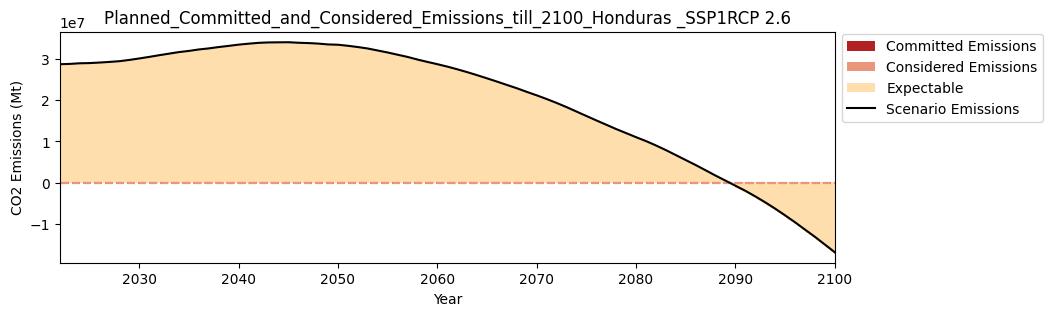 Planned_Committed_and_Considered_Emissions_till_2100_Honduras _SSP1RCP 2.6
1e7
3
2
1
0
−1
CO2 Emissions (Mt)
2030 2040 2050 2060 2070 2080 2090 2100
Year
Committed Emissions
Considered Emissions
Expectable
Scenario Emissions